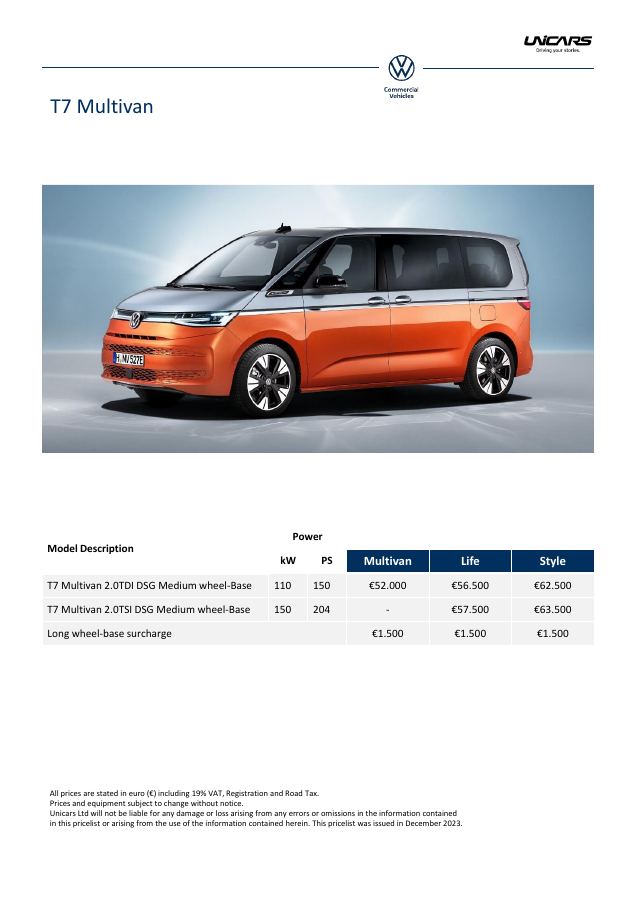 UNICARS
Driving your stories.
Commercial
Vehicles
T7 Multivan
H:MV 527E
Power
Model Description
kW PS Multivan Life Style
T7 Multivan 2.0TDI DSG Medium wheel-Base 110 150 €52.000 €56.500 €62.500
T7 Multivan 2.0TSI DSG Medium wheel-Base 150 204 - €57.500 €63.500
Long wheel-base surcharge €1.500 €1.500 €1.500
All prices are stated in euro (€) including 19% VAT, Registration and Road Tax.
Prices and equipment subject to change without notice.
Unicars Ltd will not be liable for any damage or loss arising from any errors or omissions in the information contained
in this pricelist or arising from the use of the information contained herein. This pricelist was issued in December 2023.